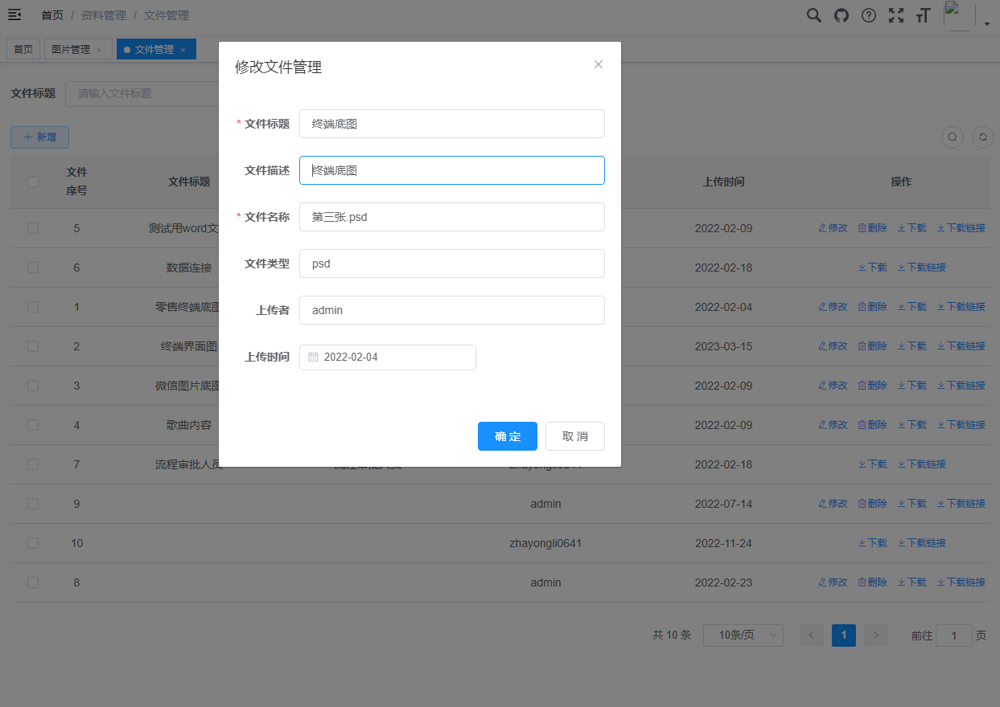 首页 / 资料管理 / 文件管理
首页 图片管理 × 文件管理 ×
修改文件管理
文件标题 请输入文件标题
* 文件标题 终端底图
新增
文件描述 终端底图
文件序号 文件标题 上传时间 操作
* 文件名称 第三张.psd
5 测试用word文 2022-02-09 修改 删除 下载 下载链接
文件类型 psd
6 数据连接 2022-02-18 下载 下载链接
上传者 admin
1 零售终端底图 2022-02-04 修改 删除 下载 下载链接
上传时间 2022-02-04
2 终端界面图 2023-03-15 修改 删除 下载 下载链接
3 微信图片底图 2022-02-09 修改 删除 下载 下载链接
4 歌曲内容 2022-02-09 修改 删除 下载 下载链接
确 定 取 消
7 流程审批人员 流程审批人员 zhayongli0641 2022-02-18 下载 下载链接
9 admin 2022-07-14 修改 删除 下载 下载链接
10 zhayongli0641 2022-11-24 下载 下载链接
8 admin 2022-02-23 修改 删除 下载 下载链接
共 10 条 10条/页 1 前往 1 页